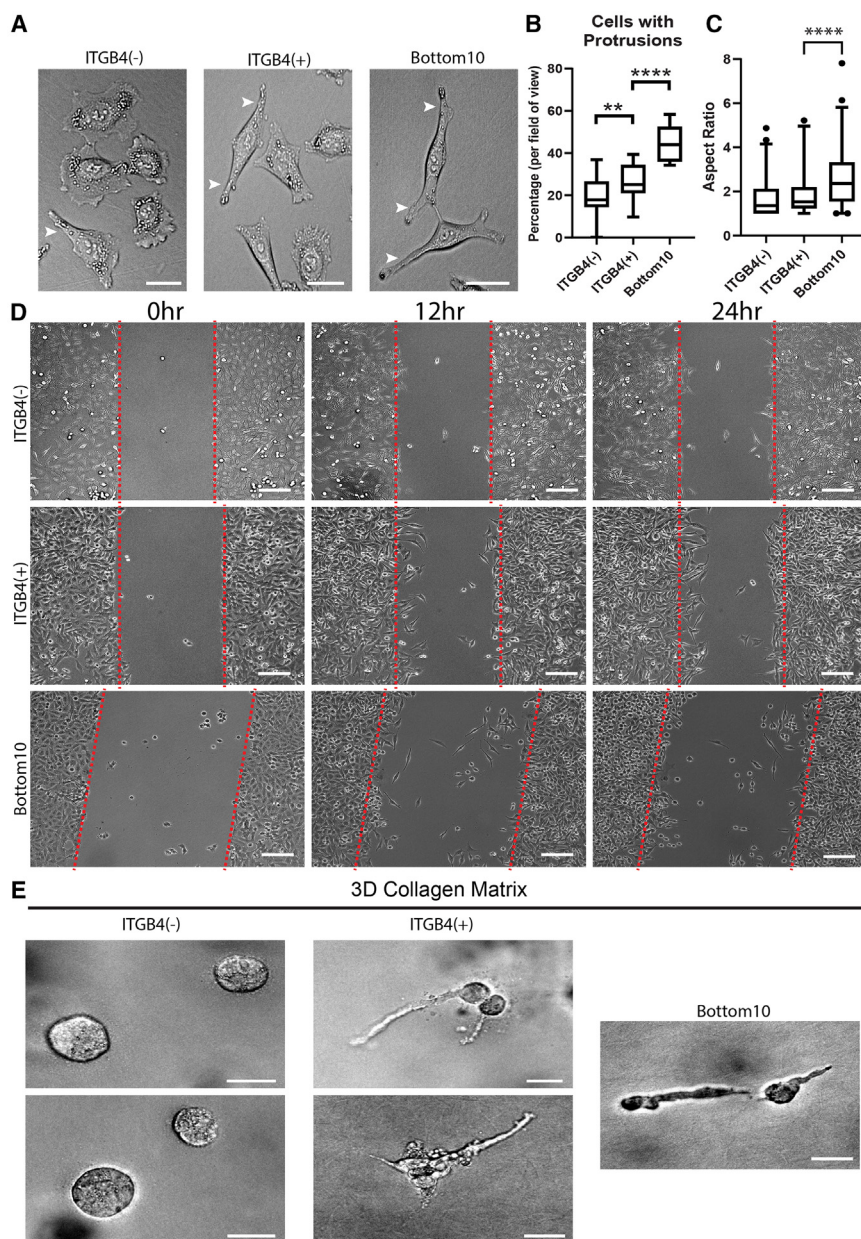 A
ITGB4(-)
ITGB4(+)
Bottom10
B
Cells with
Protrusions
Percentage (per field of view)
80
60
40
20
0
**
****
ITGB4(-)
ITGB4(+)
Bottom10
C
Aspect Ratio
8
6
4
2
0
****
ITGB4(-)
ITGB4(+)
Bottom10
D
0hr
12hr
24hr
ITGB4(-)
ITGB4(+)
Bottom10
E
3D Collagen Matrix
ITGB4(-)
ITGB4(+)
Bottom10